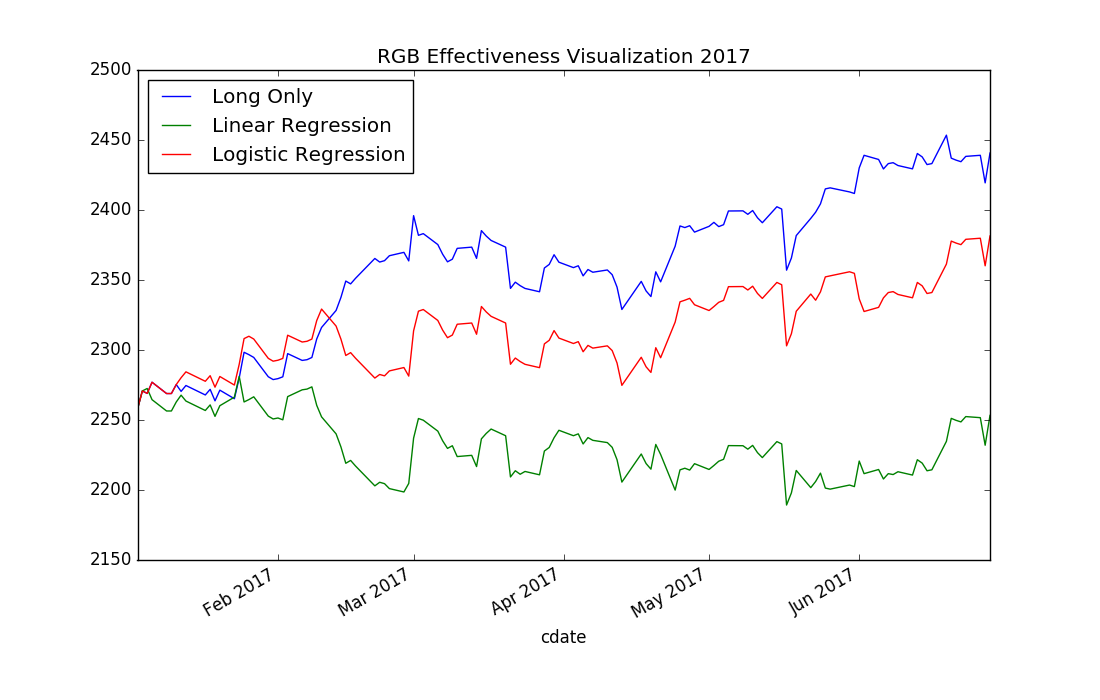 RGB Effectiveness Visualization 2017
2500
2450
2400
2350
2300
2250
2200
2150
Long Only
Linear Regression
Logistic Regression
Feb 2017
Mar 2017
Apr 2017
May 2017
Jun 2017
cdate